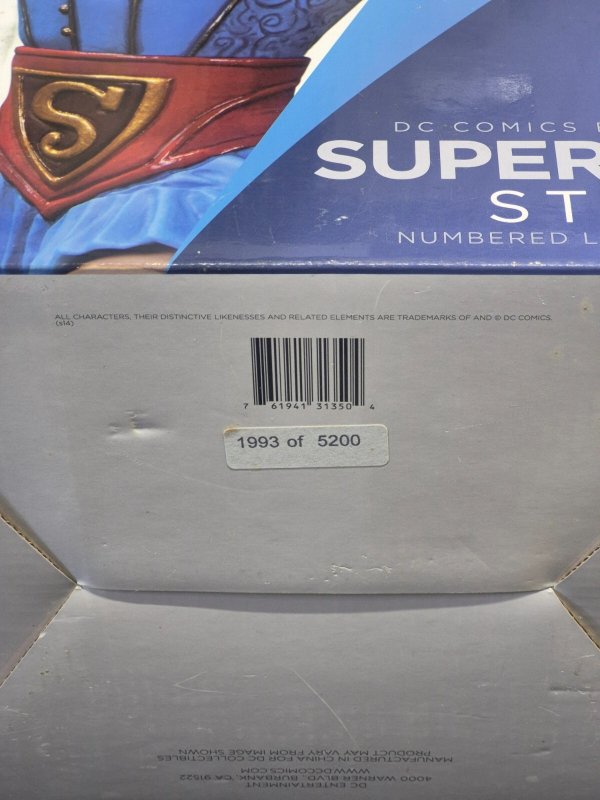 S
DC COMICS
SUPER
ST
NUMBERED L
ALL CHARACTERS, THEIR DISTINCTIVE LIKENESSES AND RELATED ELEMENTS ARE TRADEMARKS OF AND © DC COMICS.
(s14)
7 61941 31350 4
1993 of 5200
DC ENTERTAINMENT
4000 WARNER BLVD., BURBANK, CA 91522
WWW.DCCOMICS.COM
MANUFACTURED IN CHINA FOR DC COLLECTIBLES
PRODUCT MAY VARY FROM IMAGE SHOWN